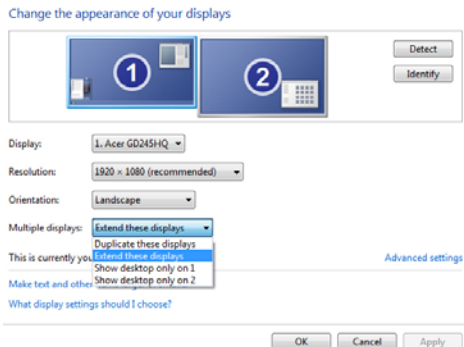 Change the appearance of your displays
1
2
Detect
Identify
Display: 1. Acer GD245HQ
Resolution: 1920 × 1080 (recommended)
Orientation: Landscape
Multiple displays: Extend these displays
Duplicate these displays
This is currently you Extend these displays Advanced settings
Show desktop only on 1
Make text and other Show desktop only on 2
What display settings should I choose?
OK Cancel Apply